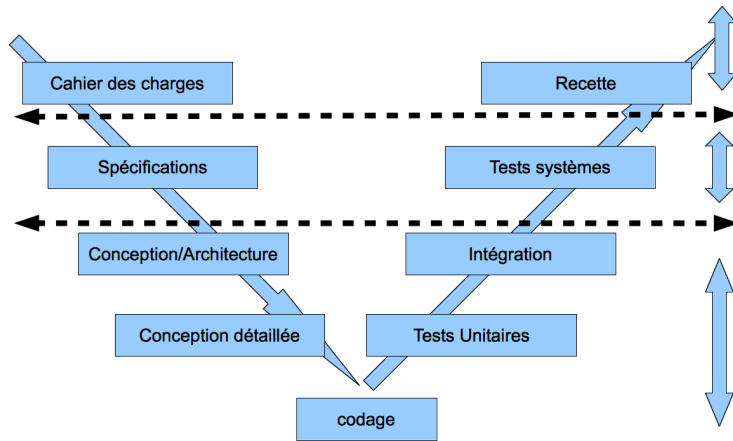 Cahier des charges
Recette
Spécifications
Tests systèmes
Conception/Architecture
Intégration
Conception détaillée
Tests Unitaires
codage